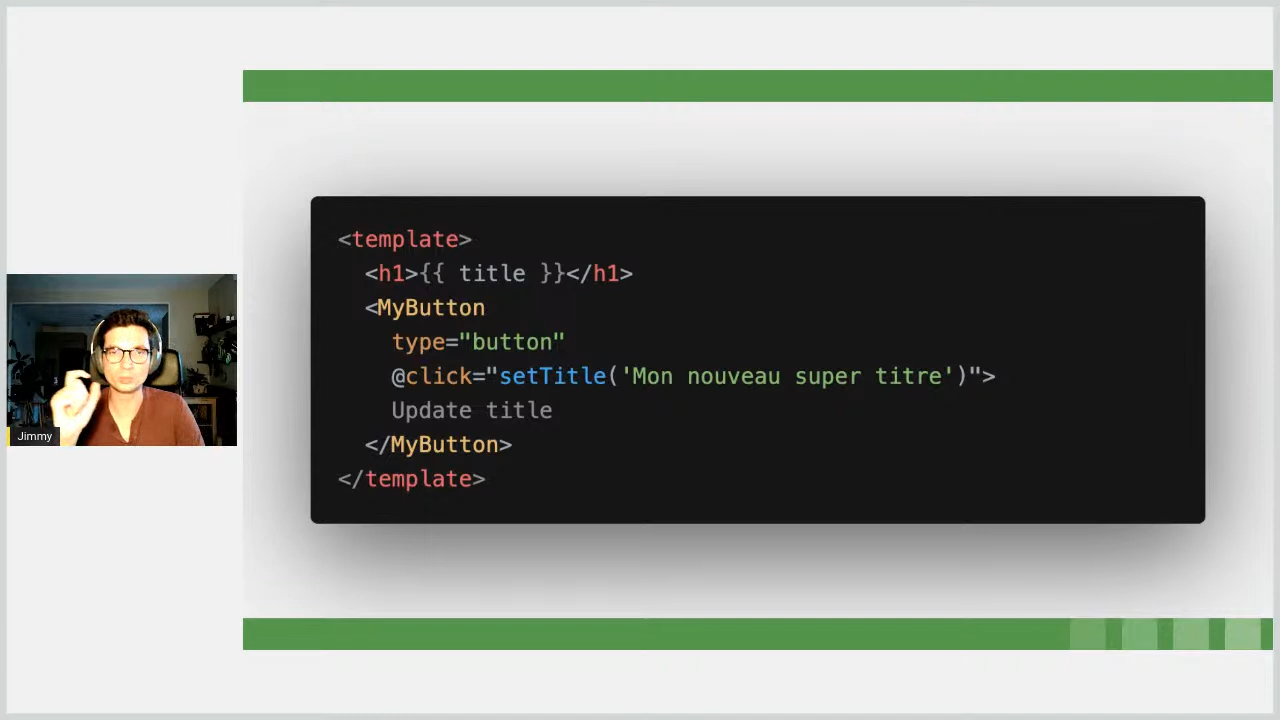 <template>
<h1>{{ title }}</h1>
<MyButton
type="button"
@click="setTitle('Mon nouveau super titre')">
Update title
</MyButton>
</template>
Jimmy